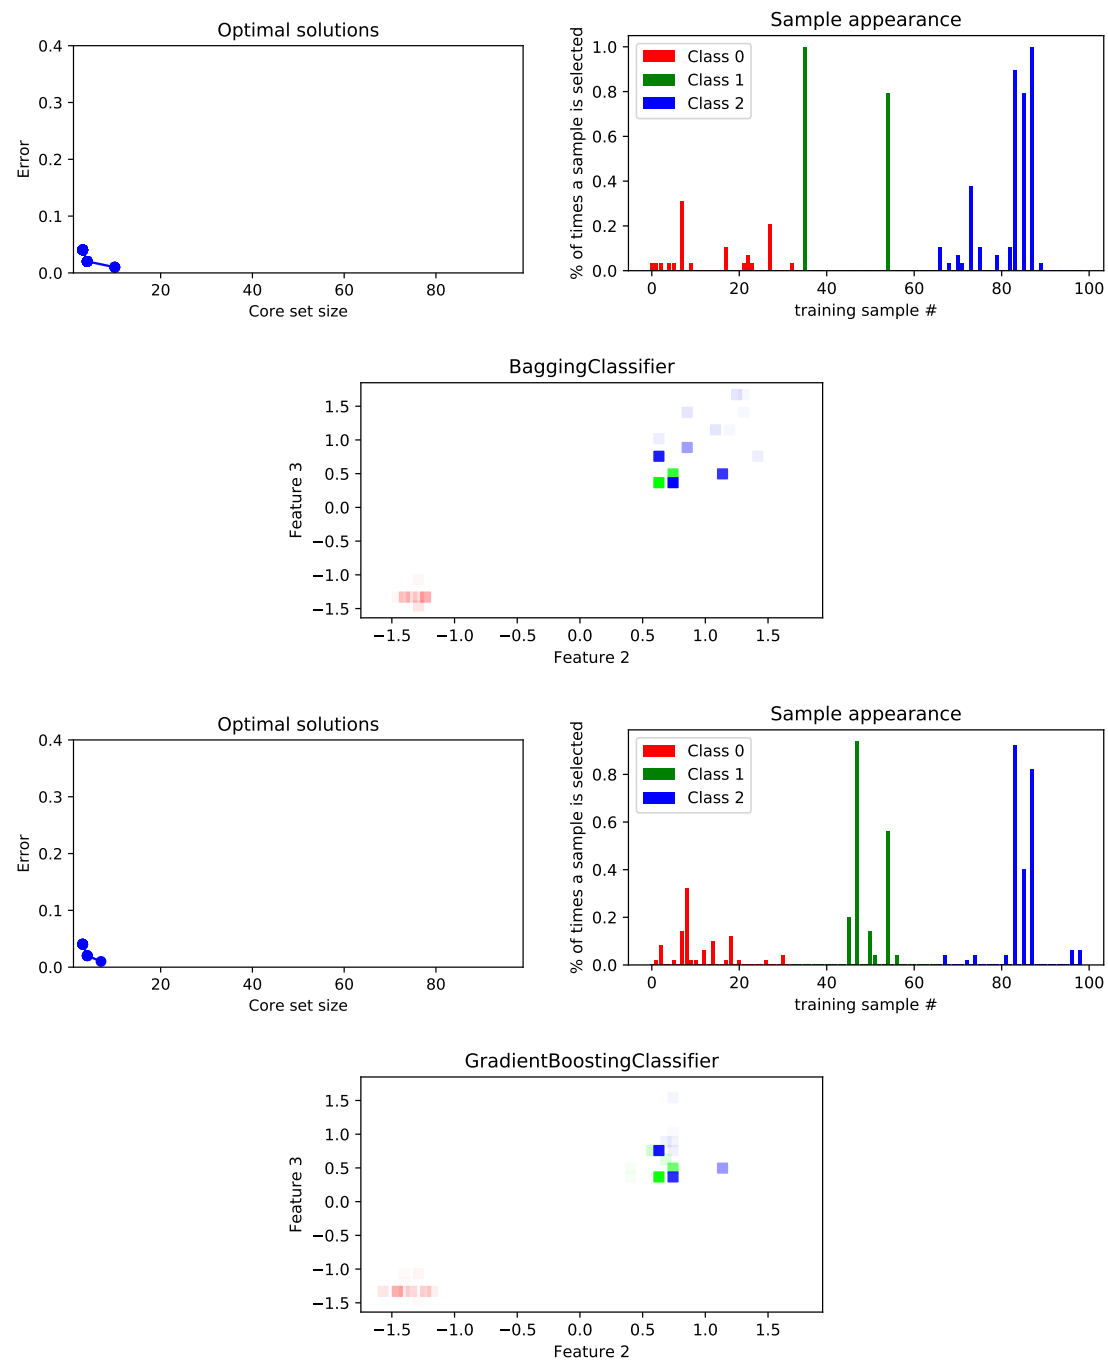 Optimal solutions
0.4
0.3
0.2
0.1
0.0
Error
20 40 60 80
Core set size
Sample appearance
1.0
0.8
0.6
0.4
0.2
0.0
% of times a sample is selected
Class 0
Class 1
Class 2
0 20 40 60 80 100
training sample #
BaggingClassifier
1.5
1.0
0.5
0.0
−0.5
−1.0
−1.5
Feature 3
−1.5 −1.0 −0.5 0.0 0.5 1.0 1.5
Feature 2
Optimal solutions
0.4
0.3
0.2
0.1
0.0
Error
20 40 60 80
Core set size
Sample appearance
0.8
0.6
0.4
0.2
0.0
% of times a sample is selected
Class 0
Class 1
Class 2
0 20 40 60 80 100
training sample #
GradientBoostingClassifier
1.5
1.0
0.5
0.0
−0.5
−1.0
−1.5
Feature 3
−1.5 −1.0 −0.5 0.0 0.5 1.0 1.5
Feature 2